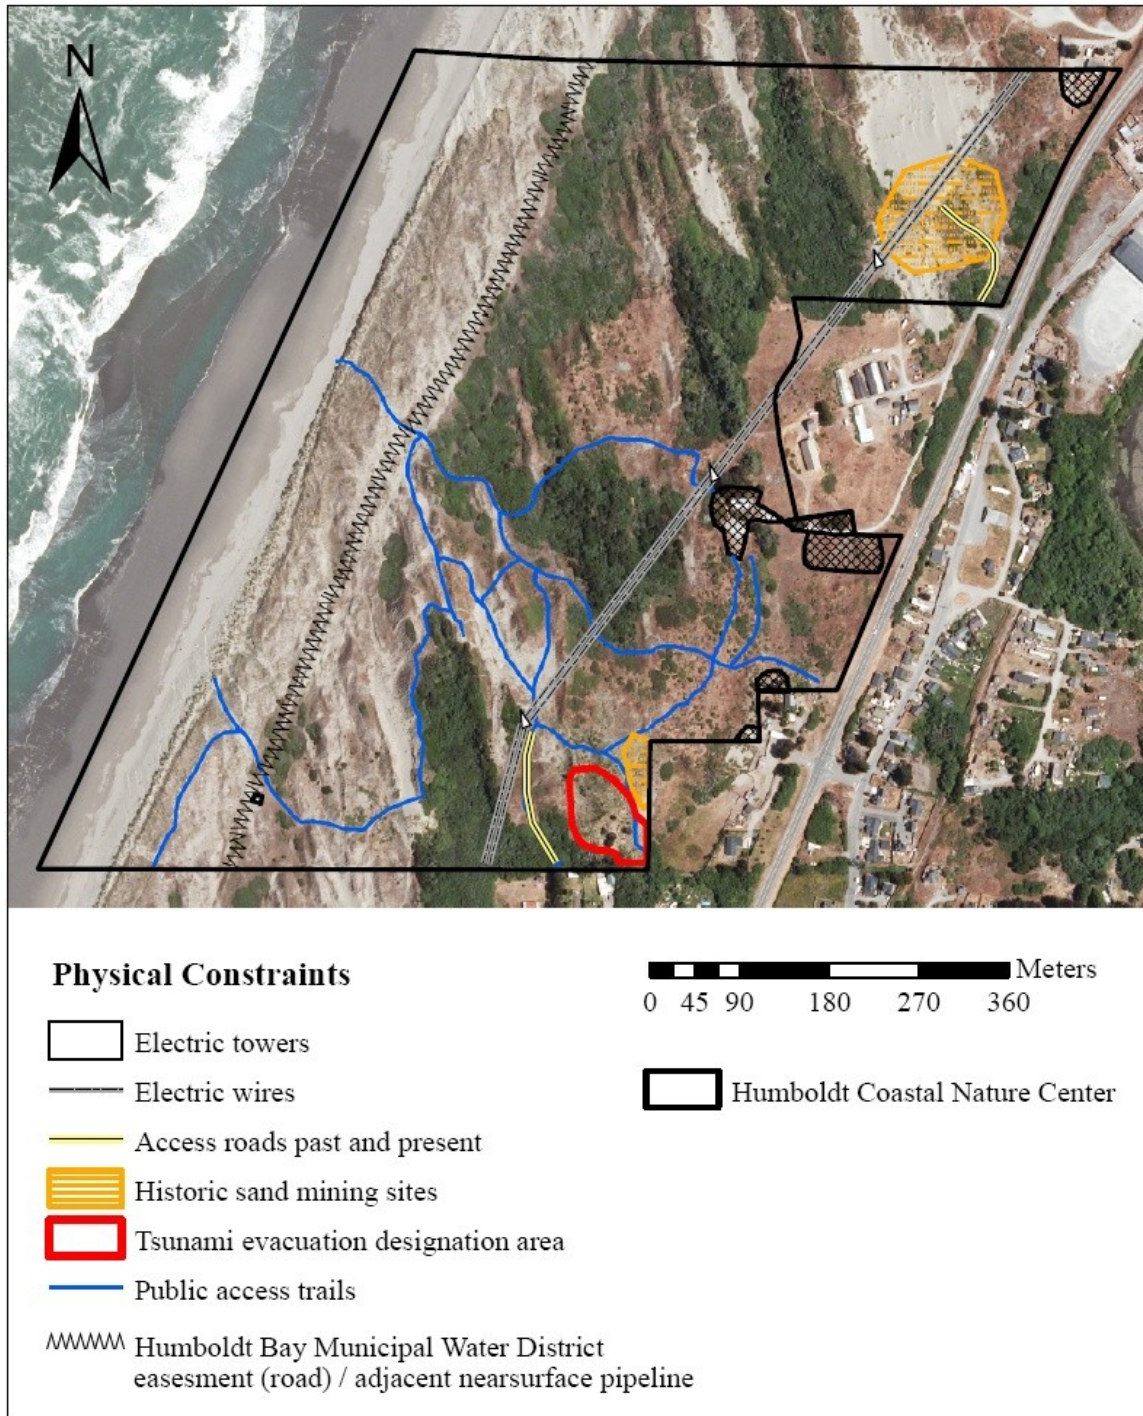 N
Physical Constraints
Electric towers
Electric wires
Access roads past and present
Historic sand mining sites
Tsunami evacuation designation area
Public access trails
Humboldt Bay Municipal Water District
easesment (road) / adjacent nearsurface pipeline
Meters
0 45 90 180 270 360
Humboldt Coastal Nature Center